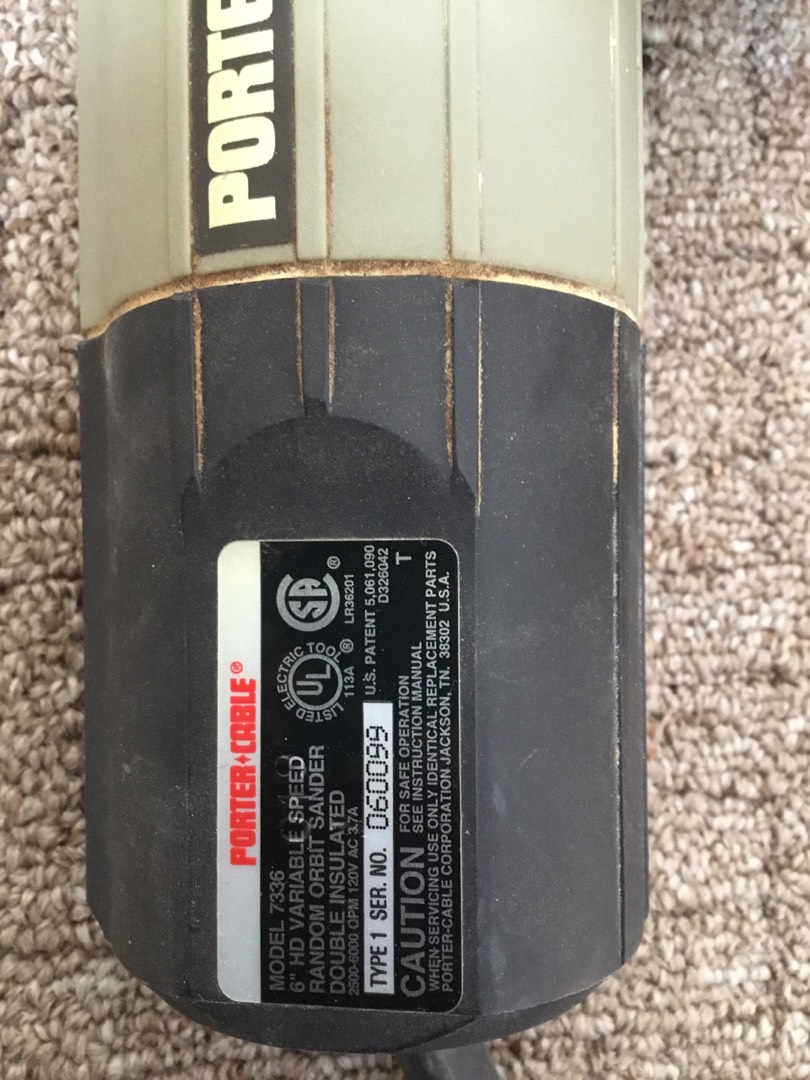 PORTE
PORTER+CABLE®
MODEL 7336
6" HD VARIABLE SPEED
RANDOM ORBIT SANDER
DOUBLE INSULATED
2500-6000 OPM 120V AC 3.7A
LISTED ELECTRIC TOOL
UL ®
113A
SA ®
LR36201
TYPE 1 SER. NO. 060099
U.S. PATENT 5,061,090
D326042
T
CAUTION FOR SAFE OPERATION
SEE INSTRUCTION MANUAL
WHEN SERVICING USE ONLY IDENTICAL REPLACEMENT PARTS
PORTER-CABLE CORPORATION JACKSON, TN. 38302 U.S.A.